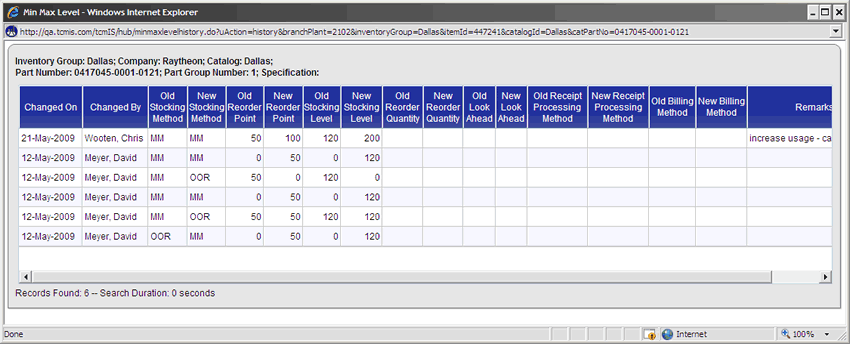 Min Max Level - Windows Internet Explorer
http://qa.tcmis.com/tcmIS/hub/minmaxlevelhistory.do?uAction=history&branchPlant=2102&inventoryGroup=Dallas&itemId=447241&catalogId=Dallas&catPartNo=0417045-0001-0121
Inventory Group: Dallas; Company: Raytheon; Catalog: Dallas;
Part Number: 0417045-0001-0121; Part Group Number: 1; Specification:
Changed On Changed By Old Stocking Method New Stocking Method Old Reorder Point New Reorder Point Old Stocking Level New Stocking Level Old Reorder Quantity New Reorder Quantity Old Look Ahead New Look Ahead Old Receipt Processing Method New Receipt Processing Method Old Billing Method New Billing Method Remarks
21-May-2009 Wooten, Chris MM MM 50 100 120 200 increase usage - ca
12-May-2009 Meyer, David MM MM 0 50 0 120
12-May-2009 Meyer, David MM OOR 50 0 120 0
12-May-2009 Meyer, David MM MM 0 50 0 120
12-May-2009 Meyer, David MM OOR 50 50 120 120
12-May-2009 Meyer, David OOR MM 0 50 0 120
Records Found: 6 -- Search Duration: 0 seconds
Done Internet 100%